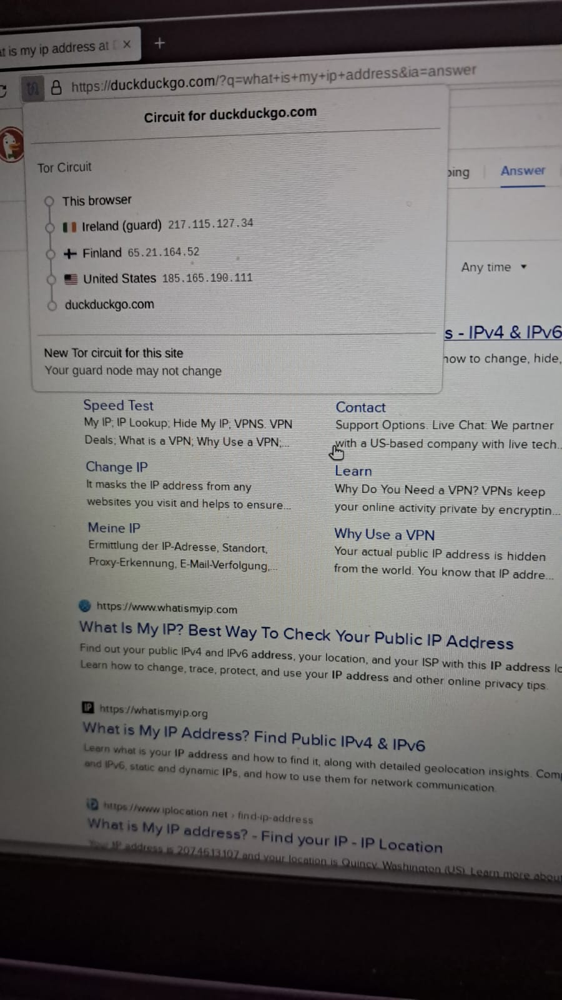 at is my ip address at
https://duckduckgo.com/?q=what+is+my+ip+address&ia=answer
Circuit for duckduckgo.com
Tor Circuit
This browser
Ireland (guard) 217.115.127.34
Finland 65.21.164.52
United States 185.165.190.111
duckduckgo.com
New Tor circuit for this site
Your guard node may not change
ping
Answer
Any time
s - IPv4 & IPv6
how to change, hide,
Speed Test
My IP; IP Lookup; Hide My IP; VPNS. VPN
Deals; What is a VPN; Why Use a VPN;...
Contact
Support Options. Live Chat: We partner
with a US-based company with live tech...
Change IP
It masks the IP address from any
websites you visit and helps to ensure...
Learn
Why Do You Need a VPN? VPNs keep
your online activity private by encryptin...
Meine IP
Ermittlung der IP-Adresse, Standort,
Proxy-Erkennung, E-Mail-Verfolgung,...
Why Use a VPN
Your actual public IP address is hidden
from the world. You know that IP addre...
https://www.whatismyip.com
What Is My IP? Best Way To Check Your Public IP Address
Find out your public IPv4 and IPv6 address, your location, and your ISP with this IP address lo
Learn how to change, trace, protect, and use your IP address and other online privacy tips.
IP https://whatismyip.org
What is My IP Address? Find Public IPv4 & IPv6
Learn what is your IP address and how to find it, along with detailed geolocation insights. Comp
and IPv6, static and dynamic IPs, and how to use them for network communication.
https://www.iplocation.net › find-ip-address
What is My IP address? - Find your IP - IP Location
Your IP address is 207.46.13.107 and your location is Quincy, Washington (US). Learn more about